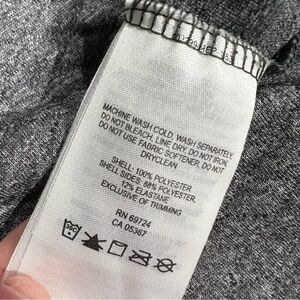 MACHINE WASH COLD. WASH SEPARATELY.
DO NOT BLEACH. LINE DRY. DO NOT IRON.
DO NOT USE FABRIC SOFTENER. DO NOT
DRYCLEAN
SHELL: 100% POLYESTER
SHELL SIDES: 88% POLYESTER,
12% ELASTANE
EXCLUSIVE OF TRIMMING
RN 69724
CA 05367